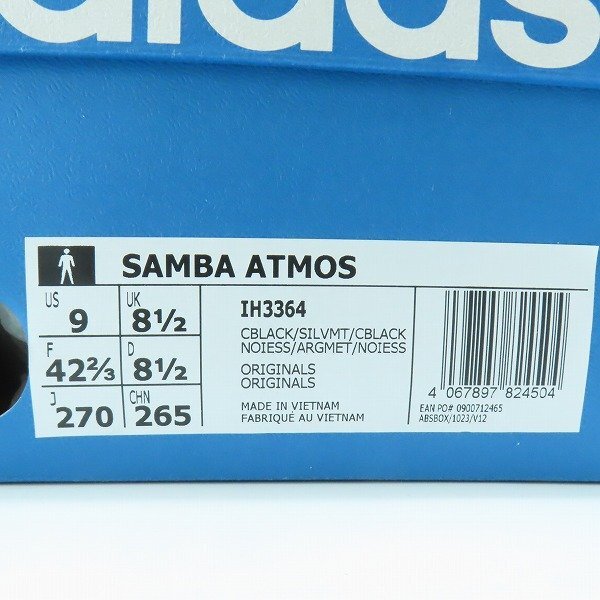 adidas
SAMBA ATMOS
US 9 UK 8½
F 42⅔ D 8½
J 270 CHN 265
IH3364
CBLACK/SILVMT/CBLACK
NOIESS/ARGMET/NOIESS
ORIGINALS
ORIGINALS
MADE IN VIETNAM
FABRIQUÉ AU VIETNAM
4 067897 824504
EAN PO# 0900712465
ABSBOX/1023/V12